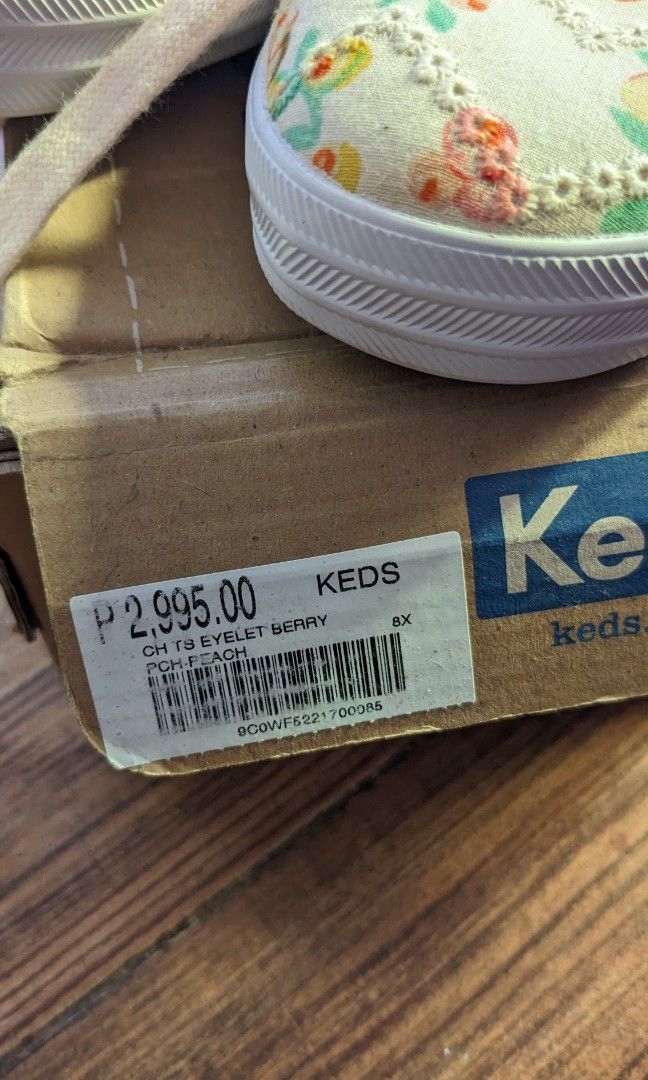 Ke
keds.
P 2,995.00 KEDS
CH TS EYELET BERRY 8X
PCH-PEACH
9C0WF5221700085